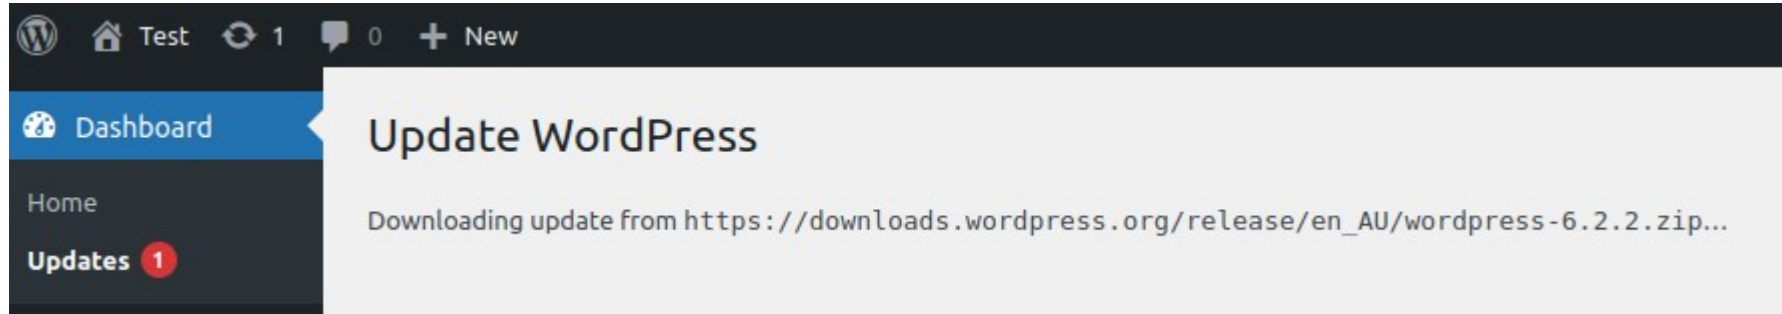 Test 1 0 New
Dashboard
Update WordPress
Home
Downloading update from https://downloads.wordpress.org/release/en_AU/wordpress-6.2.2.zip...
Updates 1